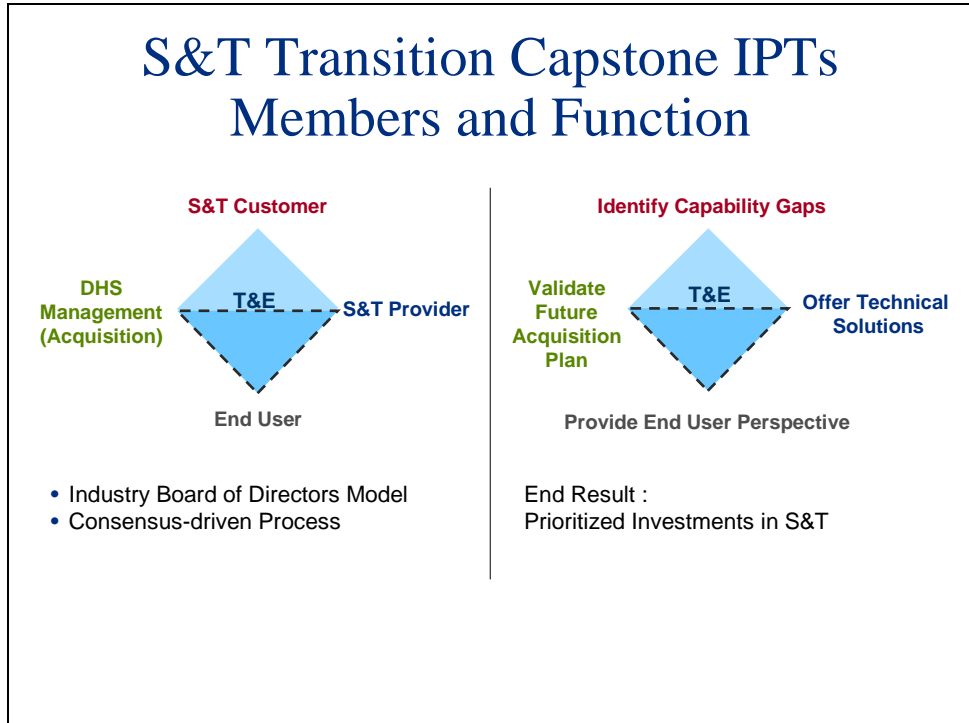 S&T Transition Capstone IPTs
Members and Function
S&T Customer
DHS
Management
(Acquisition)
T&E
S&T Provider
End User
• Industry Board of Directors Model
• Consensus-driven Process
Identify Capability Gaps
Validate
Future
Acquisition
Plan
T&E
Offer Technical
Solutions
Provide End User Perspective
End Result :
Prioritized Investments in S&T